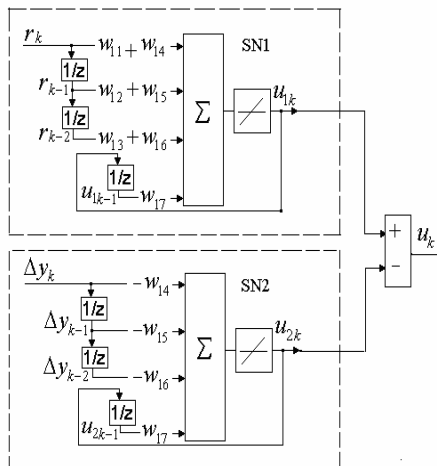 SN1
r_k w_11 + w_14
1/z
r_k-1 w_12 + w_15
1/z
r_k-2 w_13 + w_16
Σ
u_1k
1/z
u_1k-1 w_17
+
−
u_k
SN2
Δy_k -w_14
1/z
Δy_k-1 -w_15
1/z
Δy_k-2 -w_16
Σ
u_2k
1/z
u_2k-1 w_17